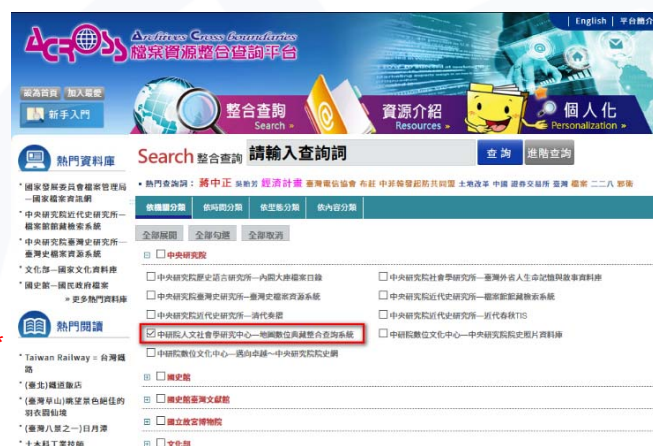 | English | 平台簡介
ACROSS Archives Cross boundaries
檔案資源整合查詢平台
設為首頁 加入最愛
新手入門
整合查詢 Search »
資源介紹 Resources »
個人化 Personalization »
熱門資料庫
Search 整合查詢 請輸入查詢詞 查詢 進階查詢
國家發展委員會檔案管理局
—國家檔案資訊網
中央研究院近代史研究所—
檔案館館藏檢索系統
中央研究院臺灣史研究所—
臺灣史檔案資源系統
文化部—國家文化資料庫
國史館—國民政府檔案
» 更多熱門資料庫
熱門查詢詞： 蔣中正 吳勳芳 經濟計畫 臺灣電信協會 布莊 土地改革 中國 證券交易所 臺灣 檔案 二二八
依機關分類 依時間分類 依型態分類 依內容分類
全部展開 全部勾選 全部取消
中央研究院
中央研究院歷史語言研究所—內閣大庫檔案目錄
中央研究院社會學研究所—臺灣外省人生命記憶與敘事資料庫
中央研究院臺灣史研究所—臺灣史檔案資源系統
中央研究院近代史研究所—檔案館館藏檢索系統
中央研究院近代史研究所—清代奏摺
中央研究院近代史研究所—近代春秋TIS
中研院人文社會學研究中心—地圖數位典藏整合查詢系統
中研院數位文化中心—中央研究院院史照片資料庫
中研院數位文化中心—邁向卓越～中央研究院院史網
國史館
國史館臺灣文獻館
國立故宮博物院
文化部
熱門閱讀
Taiwan Railway = 台灣鐵
路
(臺北)鐵道飯店
(臺灣草山)眺望景色絕佳的
羽衣園仙境
(臺灣八景之一)日月潭
土木科工業技師